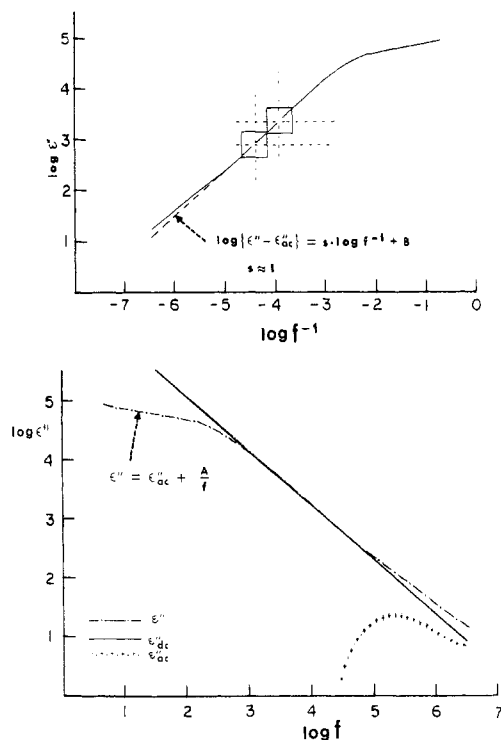 5
4
3
2
1
log ε″
-7 -6 -5 -4 -3 -2 -1 0
log f⁻¹
log{ε″ - ε″ac} = s·log f⁻¹ + B
s ≈ 1
5
4
3
2
1
log ε″
ε″ = ε″ac + A/f
ε″
ε″dc
ε″ac
1 2 3 4 5 6 7
log f